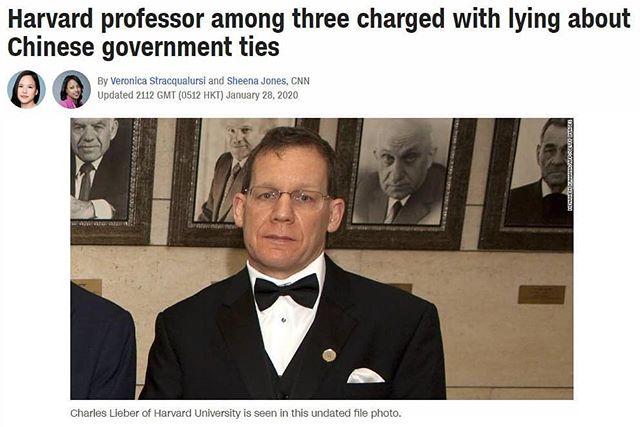 Harvard professor among three charged with lying about
Chinese government ties
By Veronica Stracqualursi and Sheena Jones, CNN
Updated 2112 GMT (0512 HKT) January 28, 2020
Charles Lieber of Harvard University is seen in this undated file photo.